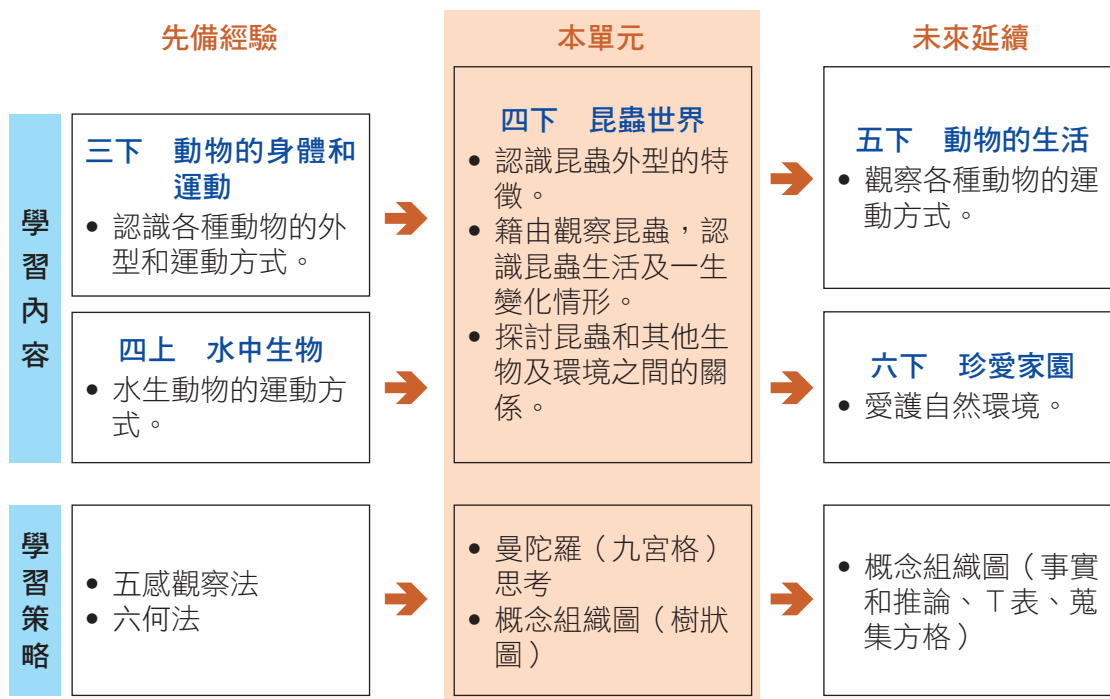 先備經驗
本單元
未來延續
學習內容
三下　動物的身體和
運動
• 認識各種動物的外
型和運動方式。
四上　水中生物
• 水生動物的運動方
式。
四下　昆蟲世界
• 認識昆蟲外型的特
徵。
• 籍由觀察昆蟲，認
識昆蟲生活及一生
變化情形。
• 探討昆蟲和其他生
物及環境之間的關
係。
五下　動物的生活
• 觀察各種動物的運
動方式。
六下　珍愛家園
• 愛護自然環境。
學習策略
• 五感觀察法
• 六何法
• 曼陀羅（九宮格）
思考
• 概念組織圖（樹狀
圖）
• 概念組織圖（事實
和推論、T表、蒐
集方格）